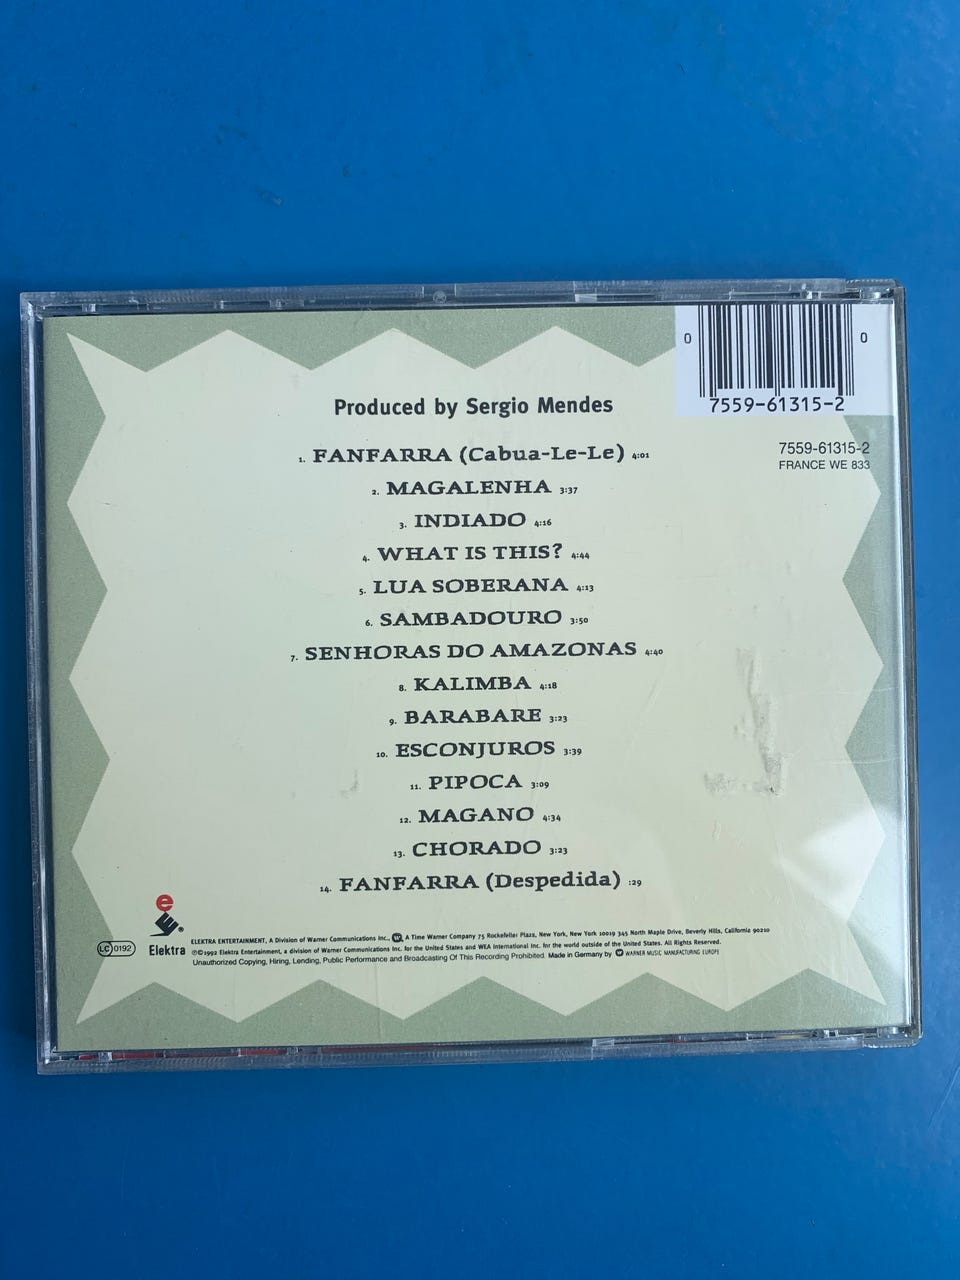 0 0
7559-61315-2
7559-61315-2
FRANCE WE 833
Produced by Sergio Mendes
1. FANFARRA (Cabua-Le-Le) 4:01
2. MAGALENHA 3:37
3. INDIADO 4:16
4. WHAT IS THIS? 4:44
5. LUA SOBERANA 4:13
6. SAMBADOURO 3:50
7. SENHORAS DO AMAZONAS 4:40
8. KALIMBA 4:18
9. BARABARE 3:23
10. ESCONJUROS 3:39
11. PIPOCA 3:09
12. MAGANO 4:34
13. CHORADO 3:23
14. FANFARRA (Despedida) :29
e
LC 0192
Elektra
ELEKTRA ENTERTAINMENT, A Division of Warner Communications Inc., A Time Warner Company 75 Rockefeller Plaza, New York, New York 10019 345 North Maple Drive, Beverly Hills, California 90210
℗©1992 Elektra Entertainment, a division of Warner Communications Inc. for the United States and WEA International Inc. for the world outside of the United States. All Rights Reserved.
Unauthorized Copying, Hiring, Lending, Public Performance and Broadcasting Of This Recording Prohibited. Made in Germany by WARNER MUSIC MANUFACTURING EUROPE